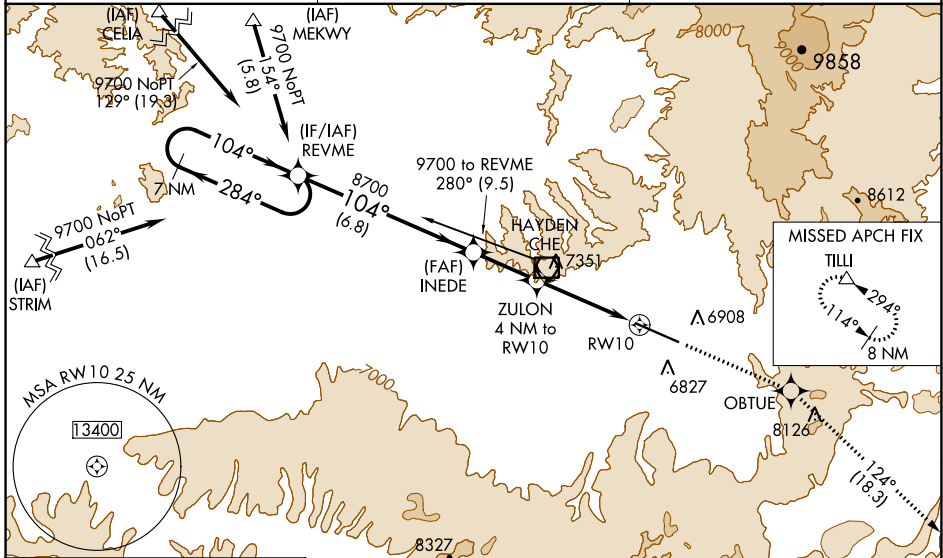 (IAF)
CELIA
(IAF)
MEKWY
8000
9000
9858
9700 NoPT
129° (19.3)
9700 NoPT
154°
(5.8)
(IF/IAF)
REVME
104°
7 NM
284°
8700
104°
(6.8)
9700 to REVME
280° (9.5)
8612
9700 NoPT
062°
(16.5)
(IAF)
STRIM
HAYDEN
CHE
7351
(FAF)
INEDE
ZULON
4 NM to
RW10
RW10
6908
6827
MISSED APCH FIX
TILLI
294°
114°
8 NM
OBTUE
8126
124°
(18.3)
7000
MSA RW10 25 NM
13400
8327